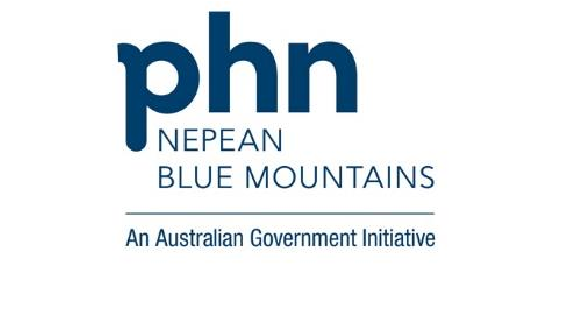 phn
NEPEAN
BLUE MOUNTAINS
An Australian Government Initiative